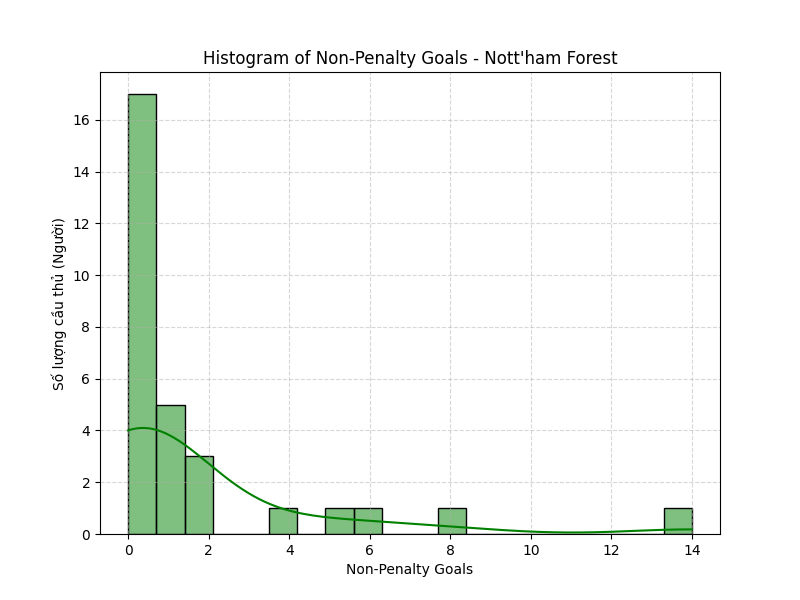 Histogram of Non-Penalty Goals - Nott'ham Forest
Số lượng cầu thủ (Người)
16
14
12
10
8
6
4
2
0
0 2 4 6 8 10 12 14
Non-Penalty Goals